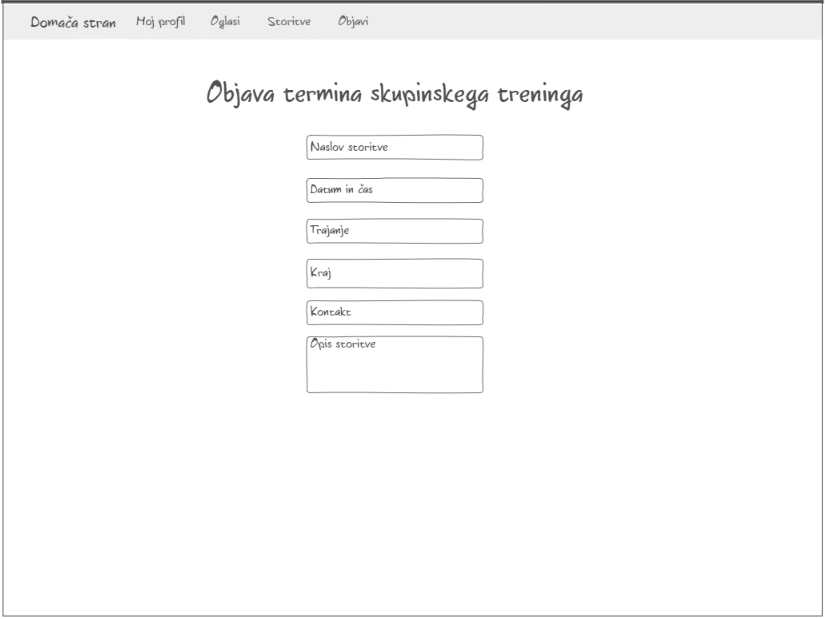 Domača stran Moj profil Oglasi Storitve Objavi
Objava termina skupinskega treninga
Naslov storitve
Datum in čas
Trajanje
Kraj
Kontakt
Opis storitve